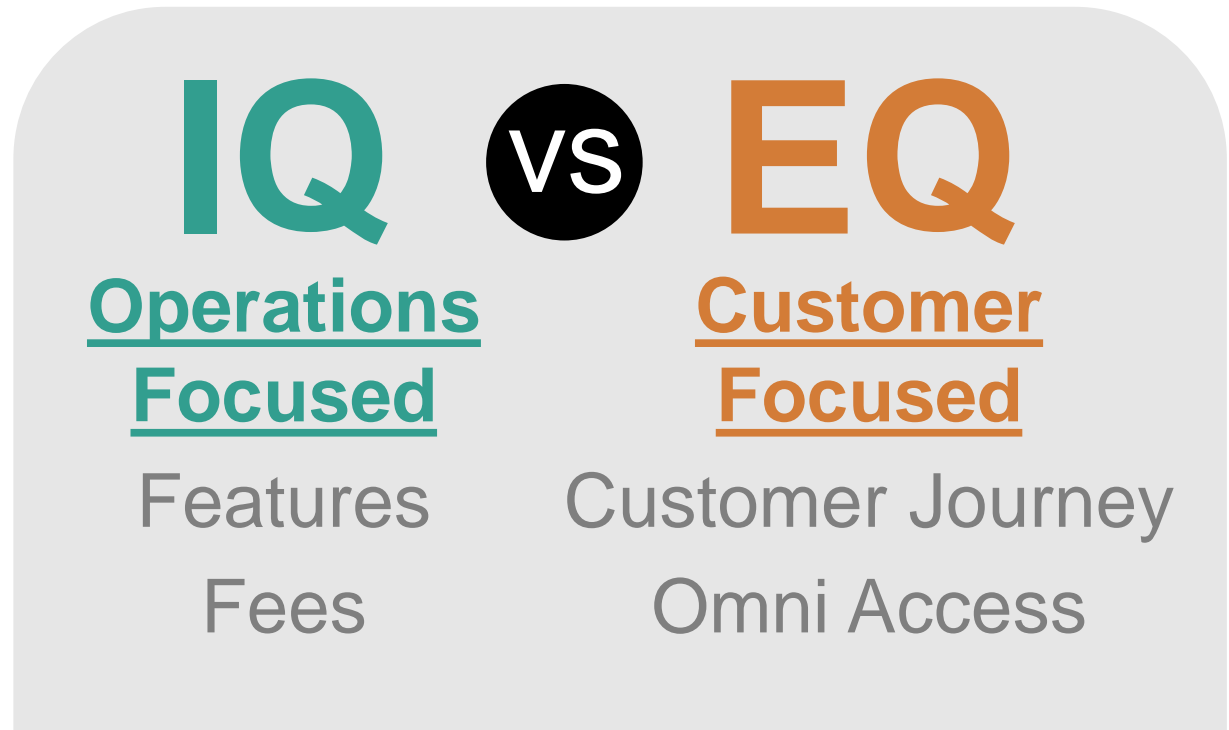 IQ vs EQ
Operations
Focused
Features
Fees
Customer
Focused
Customer Journey
Omni Access